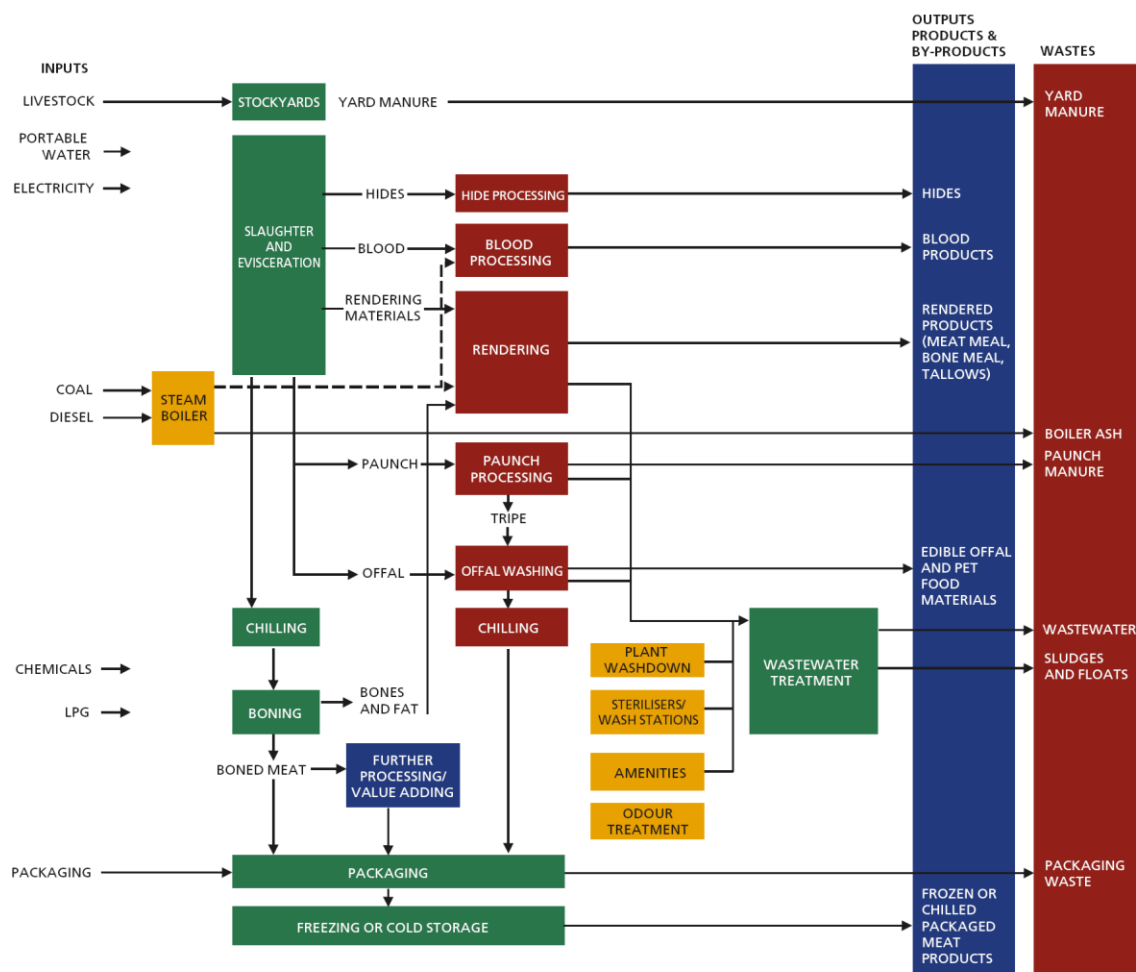 OUTPUTS
PRODUCTS &
BY-PRODUCTS
WASTES
INPUTS
LIVESTOCK
STOCKYARDS
YARD MANURE
YARD
MANURE
PORTABLE
WATER
ELECTRICITY
SLAUGHTER
AND
EVISCERATION
HIDES
HIDE PROCESSING
HIDES
BLOOD
BLOOD
PROCESSING
BLOOD
PRODUCTS
RENDERING
MATERIALS
RENDERING
RENDERED
PRODUCTS
(MEAT MEAL,
BONE MEAL,
TALLOWS)
COAL
DIESEL
STEAM
BOILER
BOILER ASH
PAUNCH
PAUNCH
PROCESSING
PAUNCH
MANURE
TRIPE
OFFAL
OFFAL WASHING
EDIBLE OFFAL
AND PET
FOOD
MATERIALS
CHILLING
CHILLING
PLANT
WASHDOWN
WASTEWATER
TREATMENT
WASTEWATER
SLUDGES
AND FLOATS
CHEMICALS
LPG
BONING
BONES
AND FAT
STERILISERS/
WASH STATIONS
BONED MEAT
FURTHER
PROCESSING/
VALUE ADDING
AMENITIES
ODOUR
TREATMENT
PACKAGING
PACKAGING
PACKAGING
WASTE
FREEZING OR COLD STORAGE
FROZEN OR
CHILLED
PACKAGED
MEAT
PRODUCTS